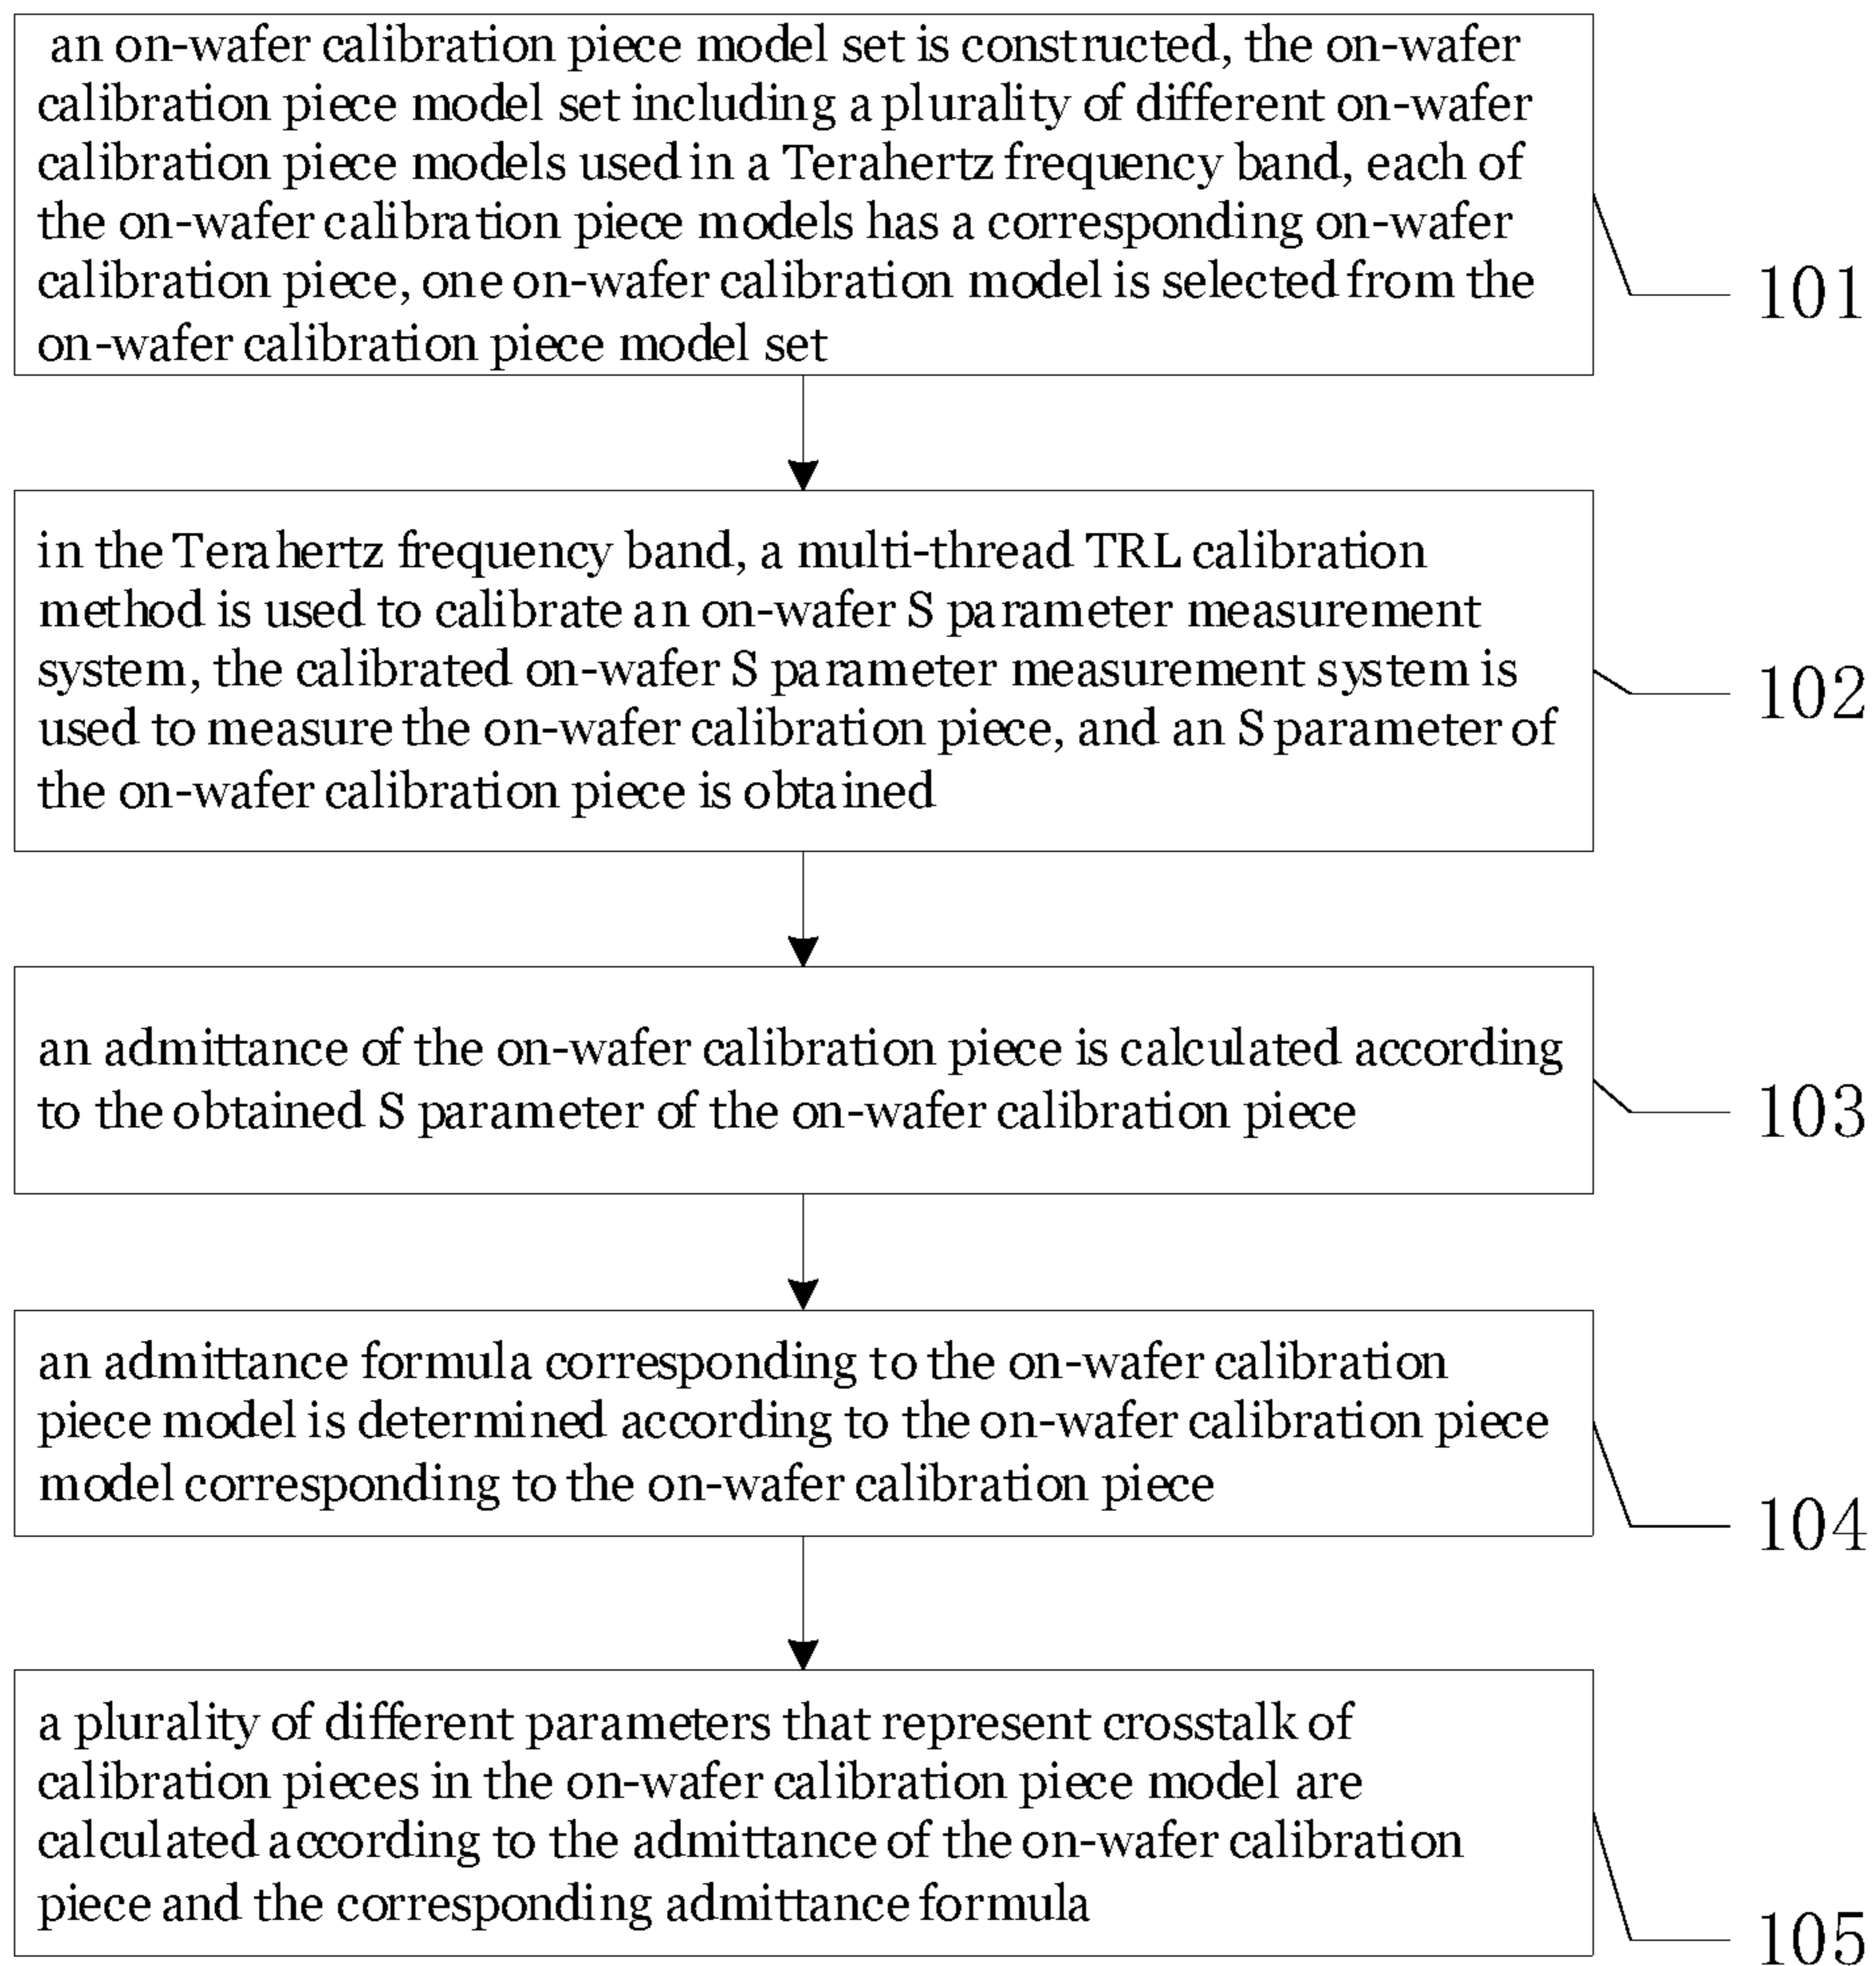 an on-wafer calibration piece model set is constructed, the on-wafer
calibration piece model set including a plurality of different on-wafer
calibration piece models used in a Terahertz frequency band, each of
the on-wafer calibration piece models has a corresponding on-wafer
calibration piece, one on-wafer calibration model is selected from the
on-wafer calibration piece model set
101
in the Terahertz frequency band, a multi-thread TRL calibration
method is used to calibrate an on-wafer S parameter measurement
system, the calibrated on-wafer S parameter measurement system is
used to measure the on-wafer calibration piece, and an S parameter of
the on-wafer calibration piece is obtained
102
an admittance of the on-wafer calibration piece is calculated according
to the obtained S parameter of the on-wafer calibration piece
103
an admittance formula corresponding to the on-wafer calibration
piece model is determined according to the on-wafer calibration piece
model corresponding to the on-wafer calibration piece
104
a plurality of different parameters that represent crosstalk of
calibration pieces in the on-wafer calibration piece model are
calculated according to the admittance of the on-wafer calibration
piece and the corresponding admittance formula
105